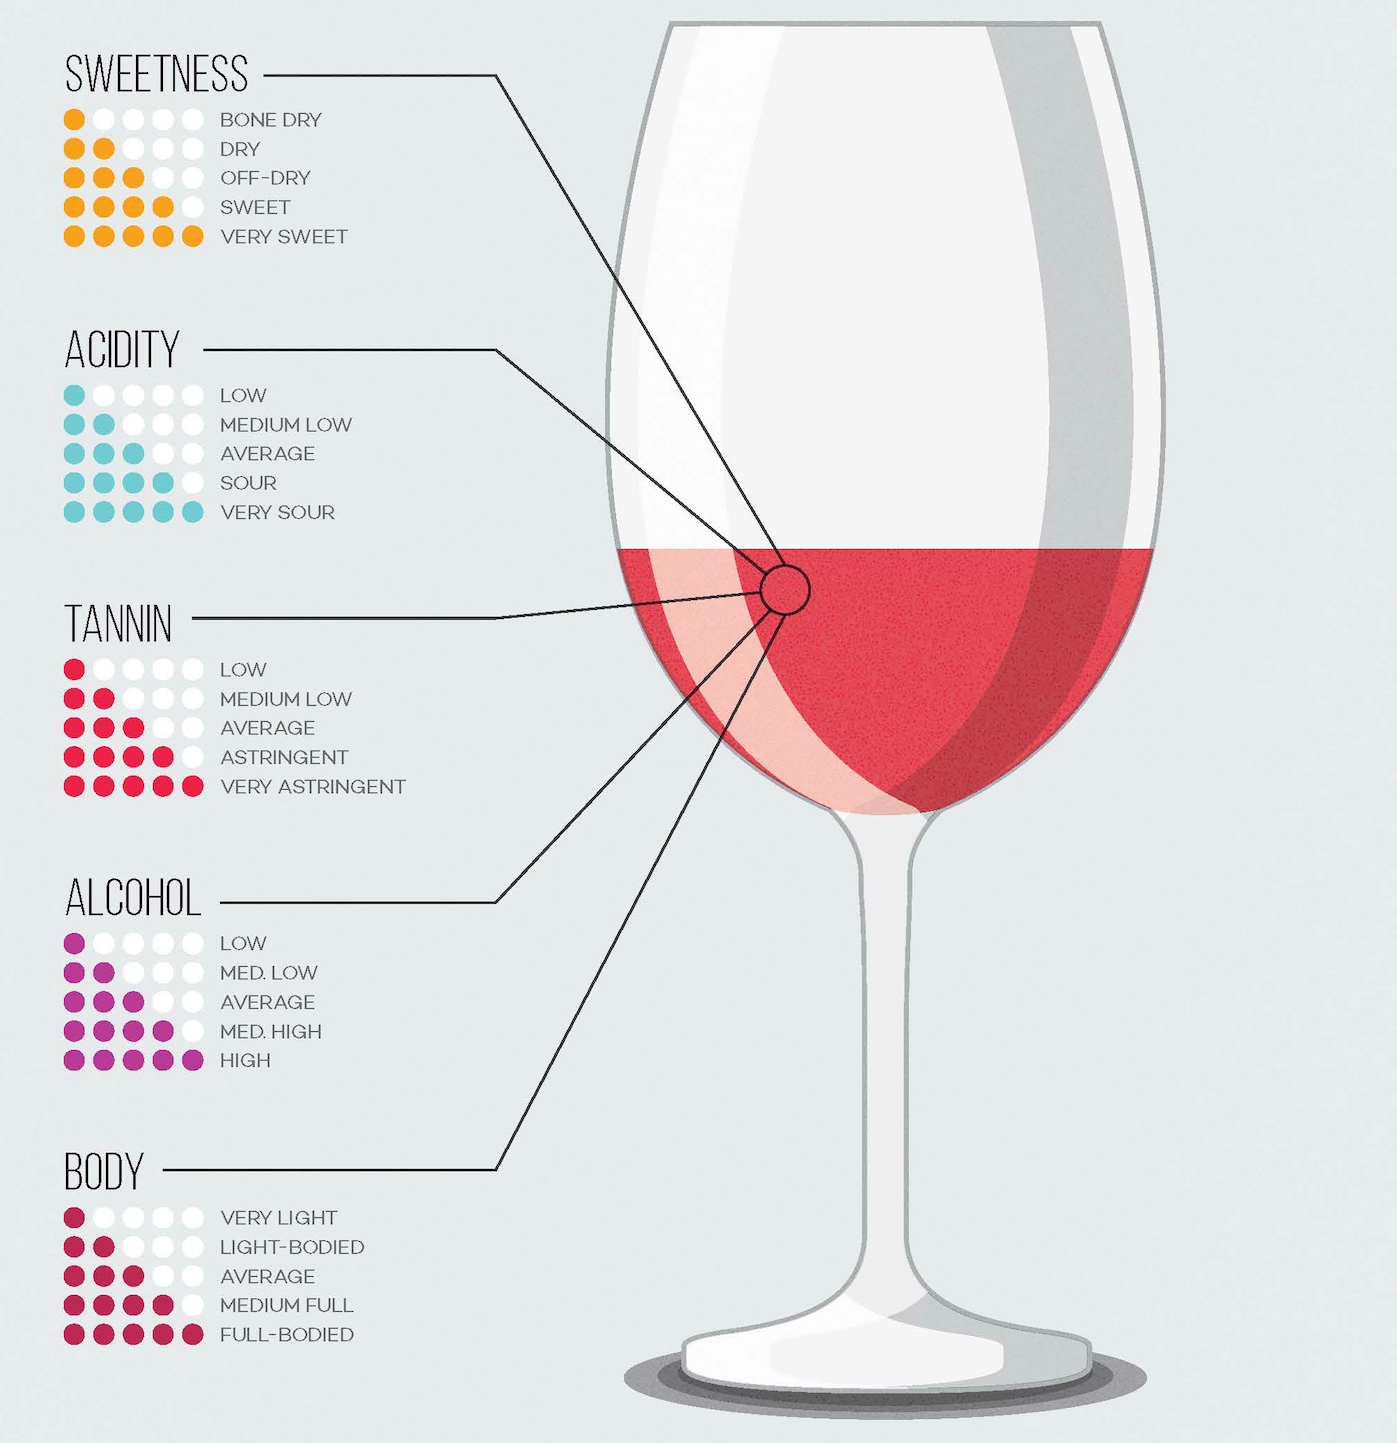 SWEETNESS
BONE DRY
DRY
OFF-DRY
SWEET
VERY SWEET
ACIDITY
LOW
MEDIUM LOW
AVERAGE
SOUR
VERY SOUR
TANNIN
LOW
MEDIUM LOW
AVERAGE
ASTRINGENT
VERY ASTRINGENT
ALCOHOL
LOW
MED. LOW
AVERAGE
MED. HIGH
HIGH
BODY
VERY LIGHT
LIGHT-BODIED
AVERAGE
MEDIUM FULL
FULL-BODIED